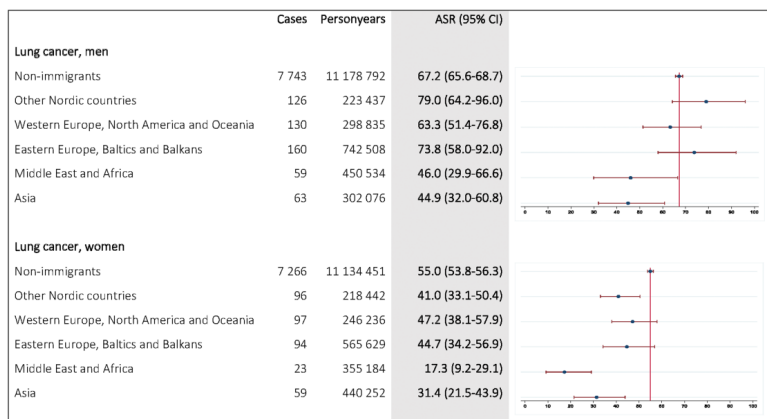 Cases Personyears ASR (95% CI)
Lung cancer, men
Non-immigrants 7 743 11 178 792 67.2 (65.6-68.7)
Other Nordic countries 126 223 437 79.0 (64.2-96.0)
Western Europe, North America and Oceania 130 298 835 63.3 (51.4-76.8)
Eastern Europe, Baltics and Balkans 160 742 508 73.8 (58.0-92.0)
Middle East and Africa 59 450 534 46.0 (29.9-66.6)
Asia 63 302 076 44.9 (32.0-60.8)
0 10 20 30 40 50 60 70 80 90 100
Lung cancer, women
Non-immigrants 7 266 11 134 451 55.0 (53.8-56.3)
Other Nordic countries 96 218 442 41.0 (33.1-50.4)
Western Europe, North America and Oceania 97 246 236 47.2 (38.1-57.9)
Eastern Europe, Baltics and Balkans 94 565 629 44.7 (34.2-56.9)
Middle East and Africa 23 355 184 17.3 (9.2-29.1)
Asia 59 440 252 31.4 (21.5-43.9)
0 10 20 30 40 50 60 70 80 90 100